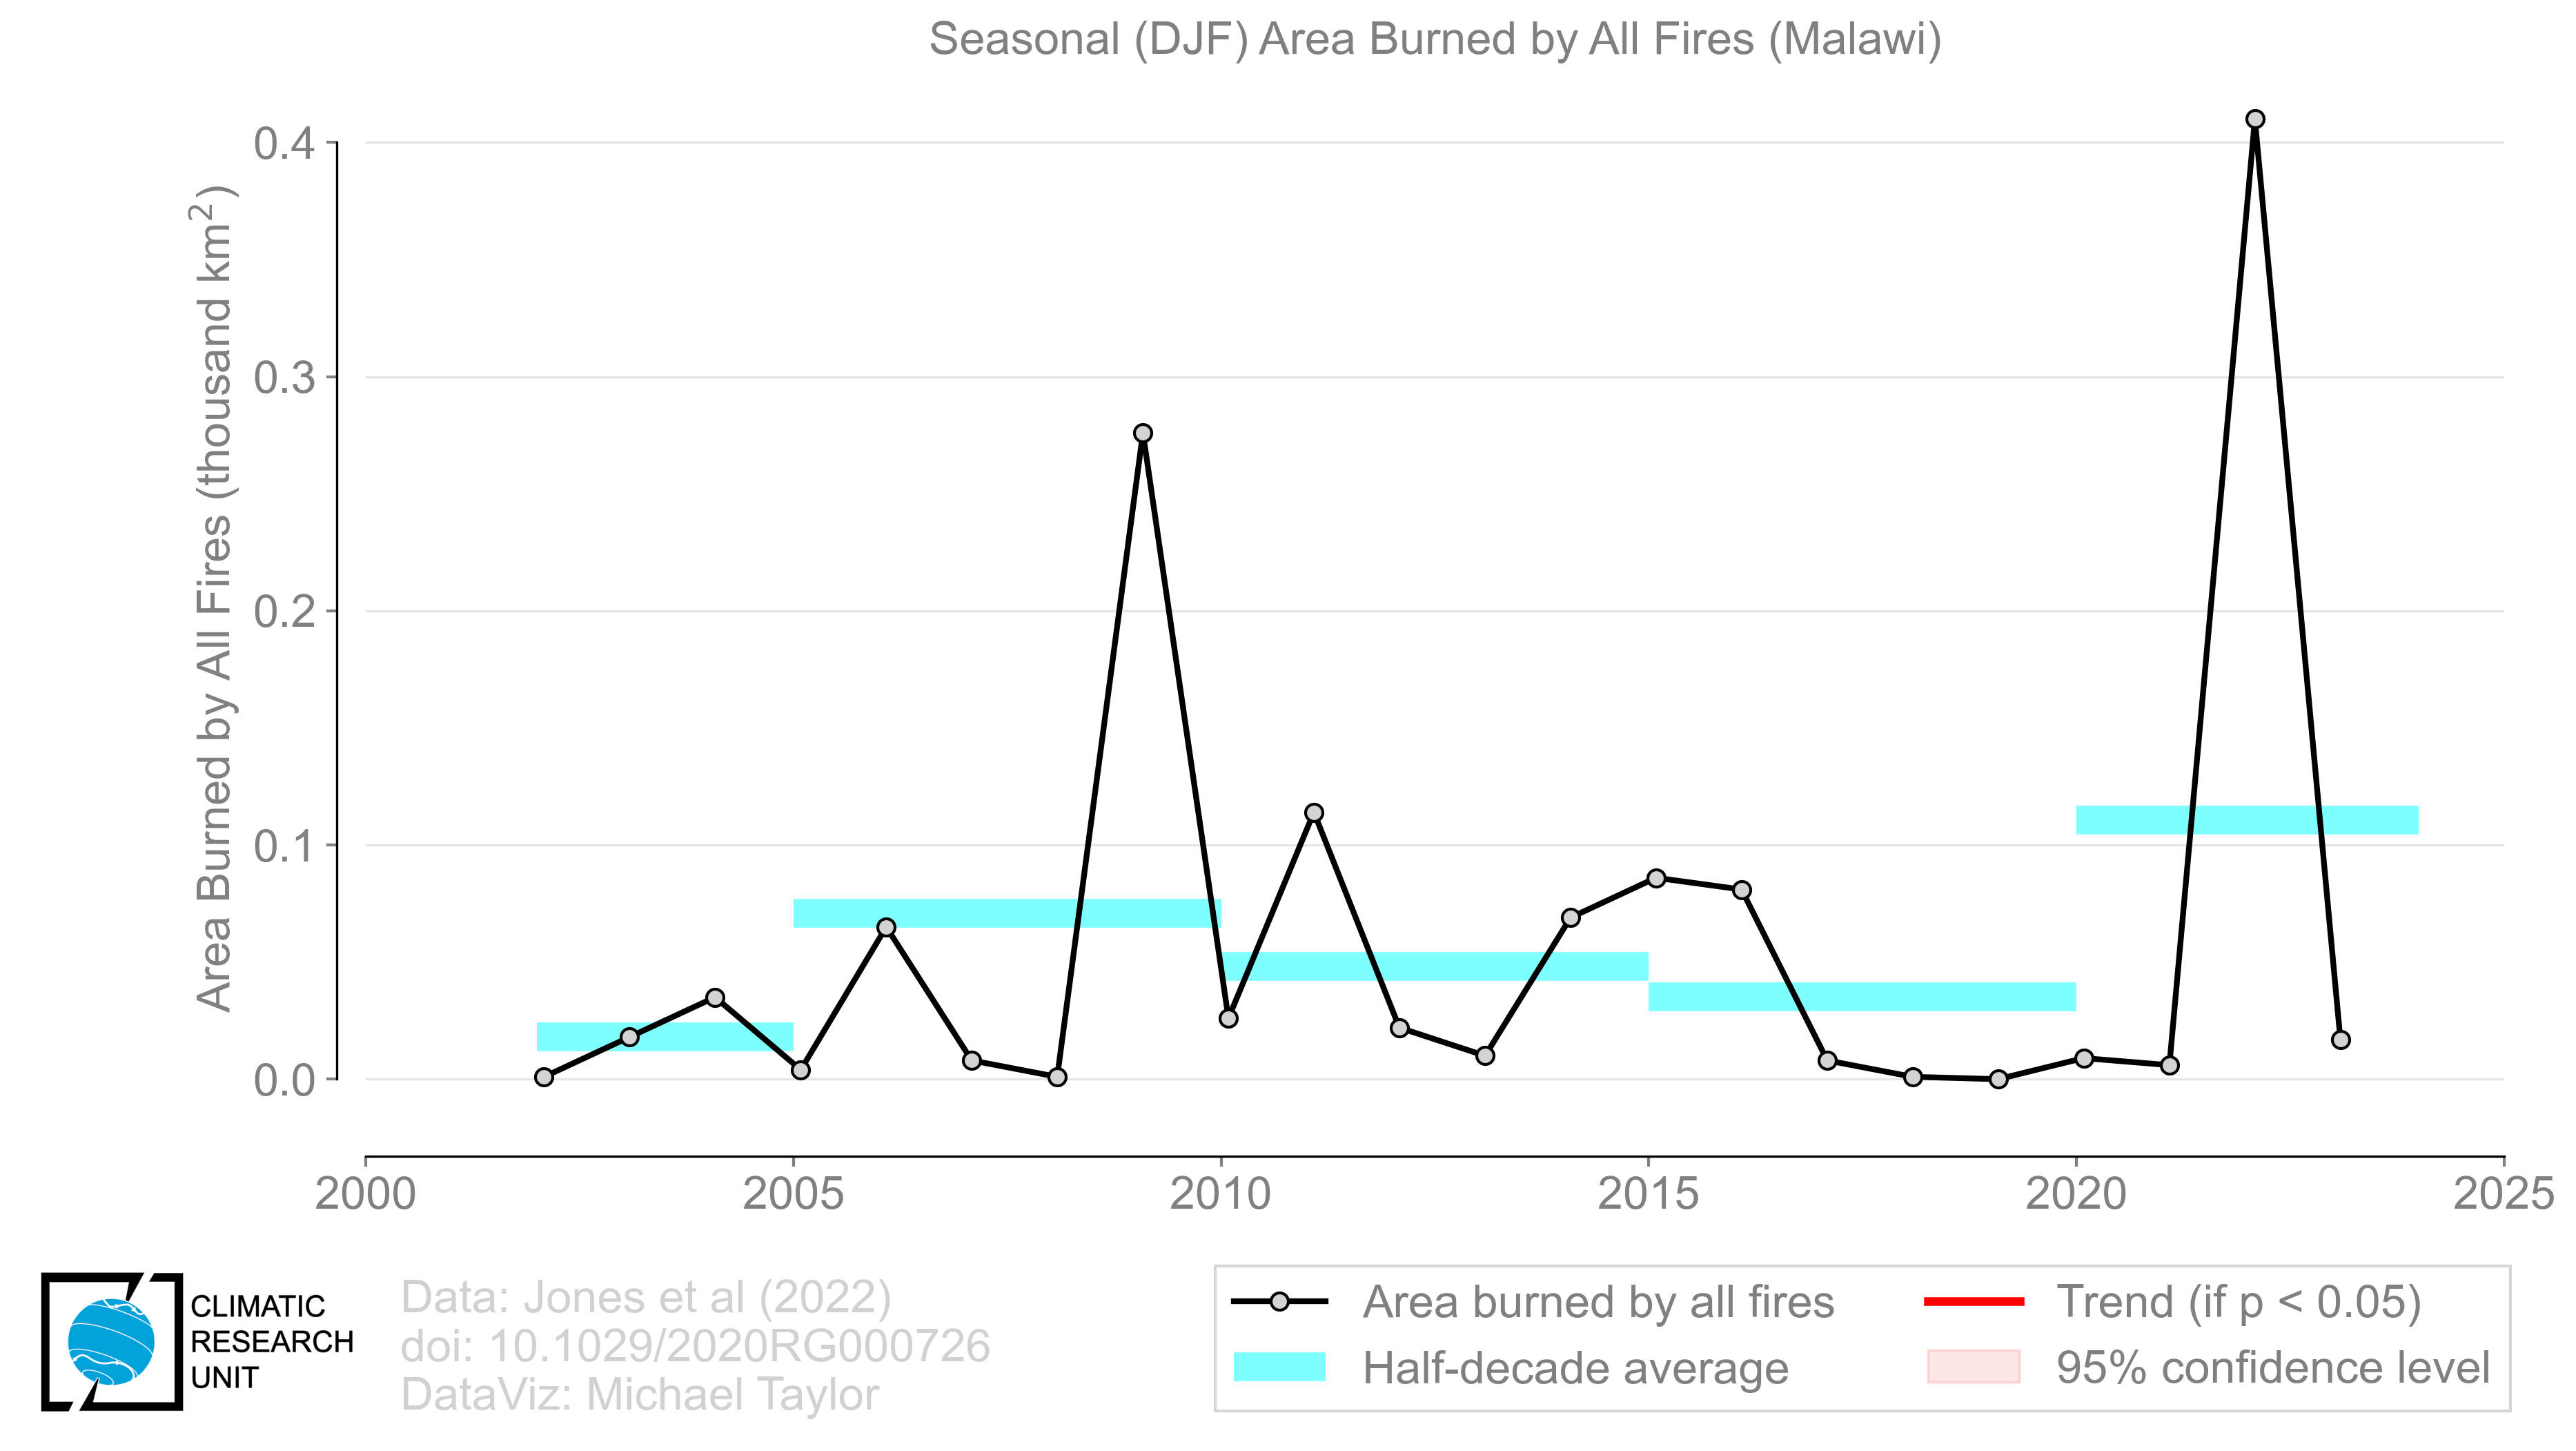 Seasonal (DJF) Area Burned by All Fires (Malawi)
Area Burned by All Fires (thousand km²)
0.4
0.3
0.2
0.1
0.0
2000 2005 2010 2015 2020 2025
CLIMATIC
RESEARCH
UNIT
Data: Jones et al (2022)
doi: 10.1029/2020RG000726
DataViz: Michael Taylor
Area burned by all fires
Half-decade average
Trend (if p < 0.05)
95% confidence level